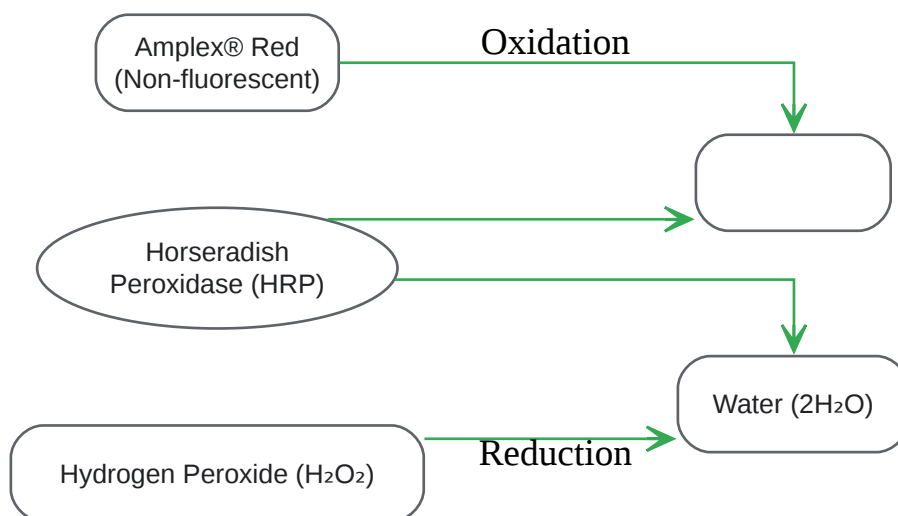 Amplex® Red
(Non-fluorescent)
Oxidation
Horseradish
Peroxidase (HRP)
Water (2H₂O)
Reduction
Hydrogen Peroxide (H₂O₂)